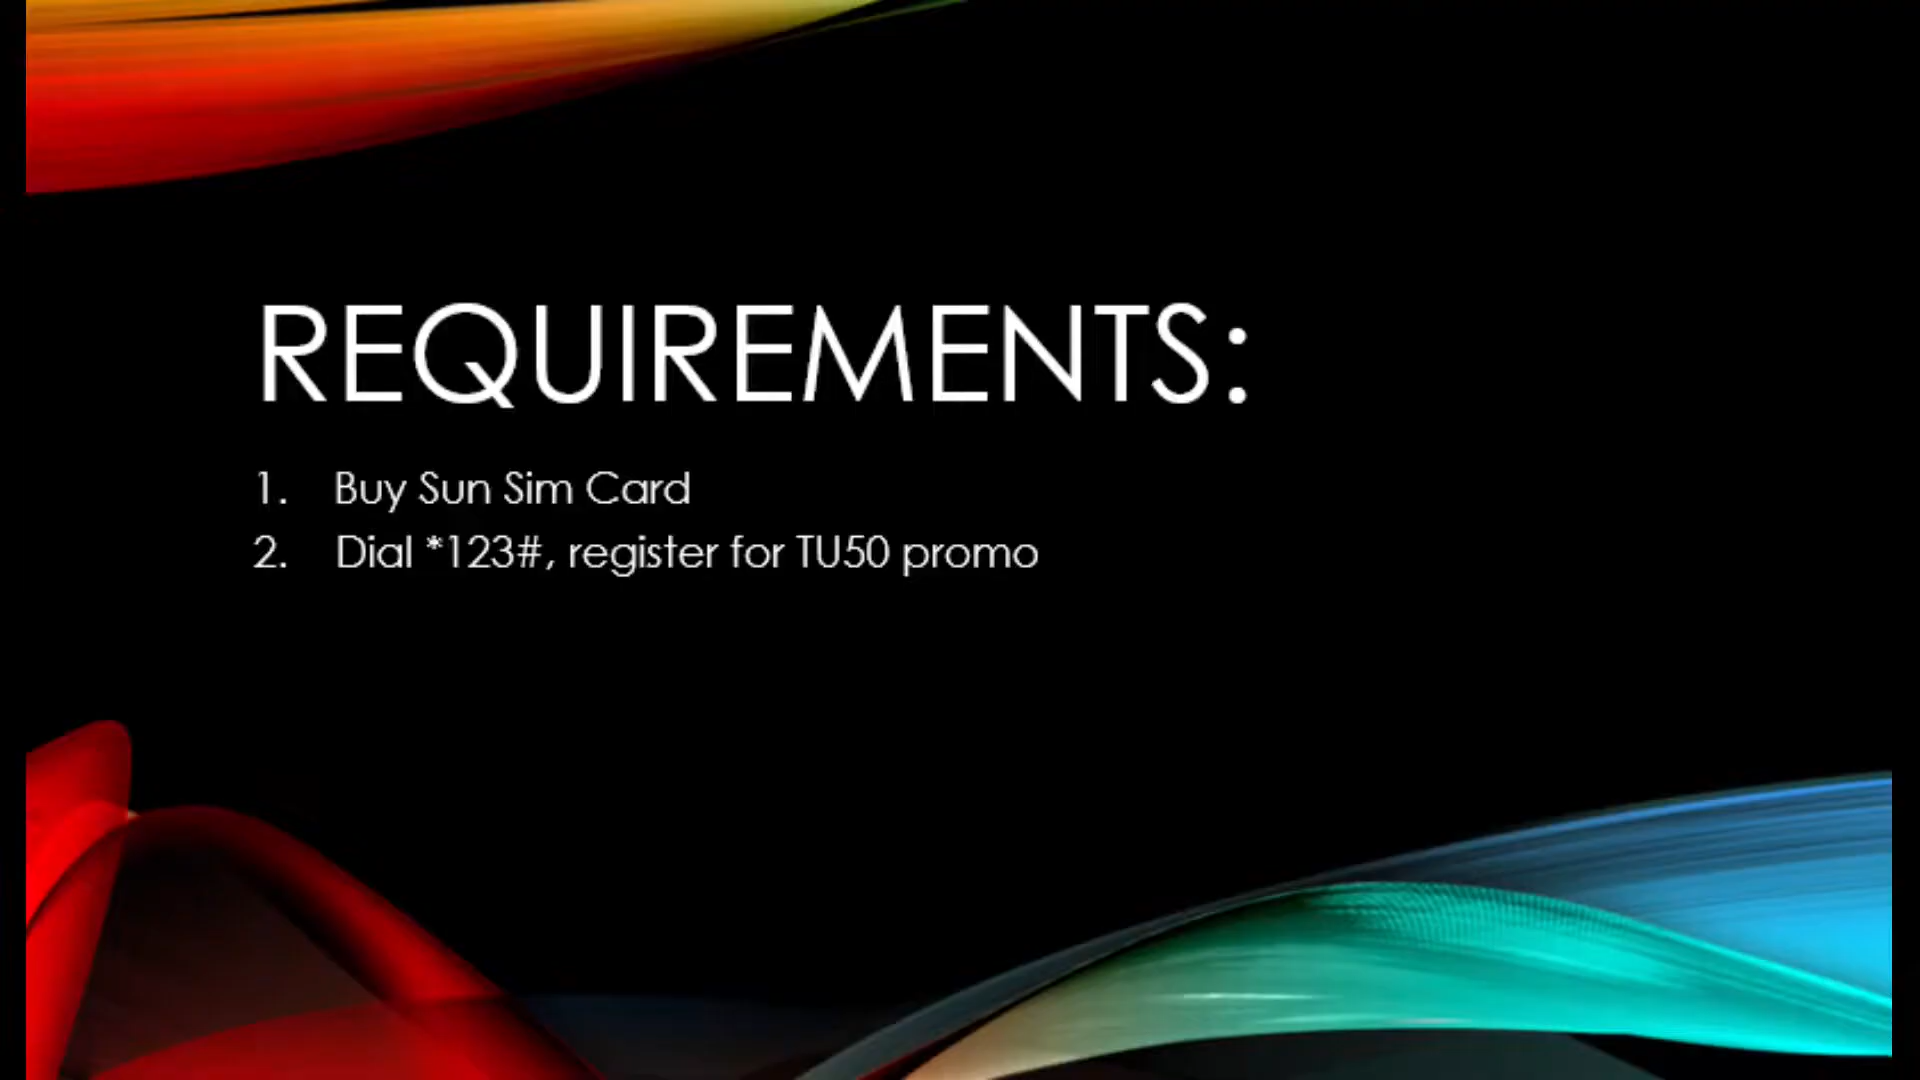 REQUIREMENTS:
1. Buy Sun Sim Card
2. Dial *123#, register for TU50 promo